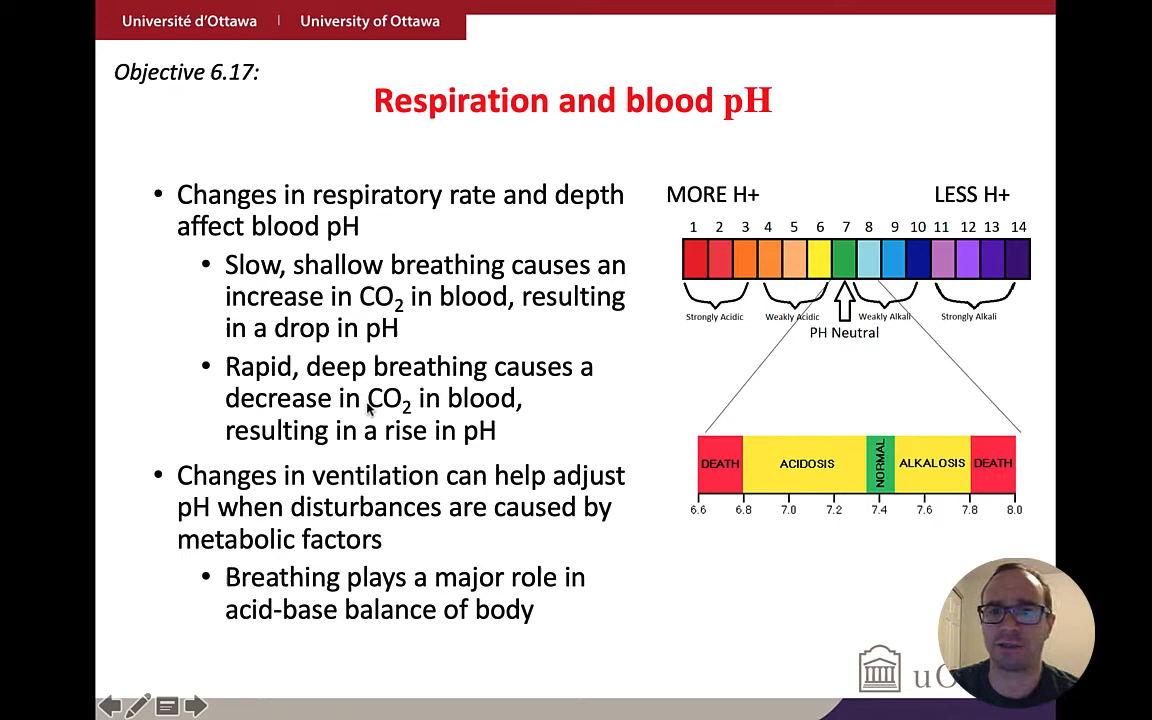 Université d'Ottawa | University of Ottawa
Objective 6.17:
Respiration and blood pH
• Changes in respiratory rate and depth
affect blood pH
• Slow, shallow breathing causes an
increase in CO₂ in blood, resulting
in a drop in pH
• Rapid, deep breathing causes a
decrease in CO₂ in blood,
resulting in a rise in pH
• Changes in ventilation can help adjust
pH when disturbances are caused by
metabolic factors
• Breathing plays a major role in
acid-base balance of body
MORE H+ LESS H+
1 2 3 4 5 6 7 8 9 10 11 12 13 14
Strongly Acidic Weakly Acidic Weakly Alkali Strongly Alkali
PH Neutral
DEATH ACIDOSIS NORMAL ALKALOSIS DEATH
6.6 6.8 7.0 7.2 7.4 7.6 7.8 8.0